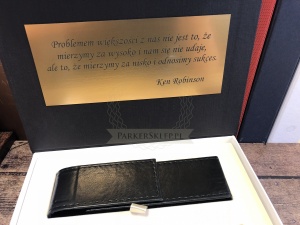 Problemem większości z nas nie jest to, że
mierzymy za wysoko i nam się nie udaje,
ale to, że mierzymy za nisko i odnosimy sukces.
Ken Robinson
PARKERSKLEP.PL